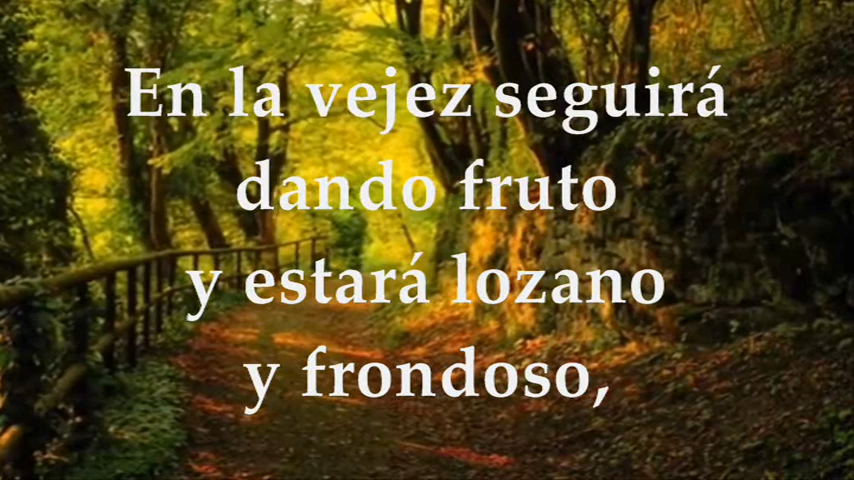 En la vejez seguirá
dando fruto
y estará lozano
y frondoso,